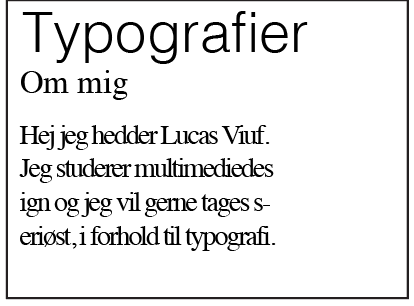 Typografier
Om mig
Hej jeg hedder Lucas Viuf.
Jeg studerer multimediedes
ign og jeg vil gerne tages s-
eriøst, i forhold til typografi.